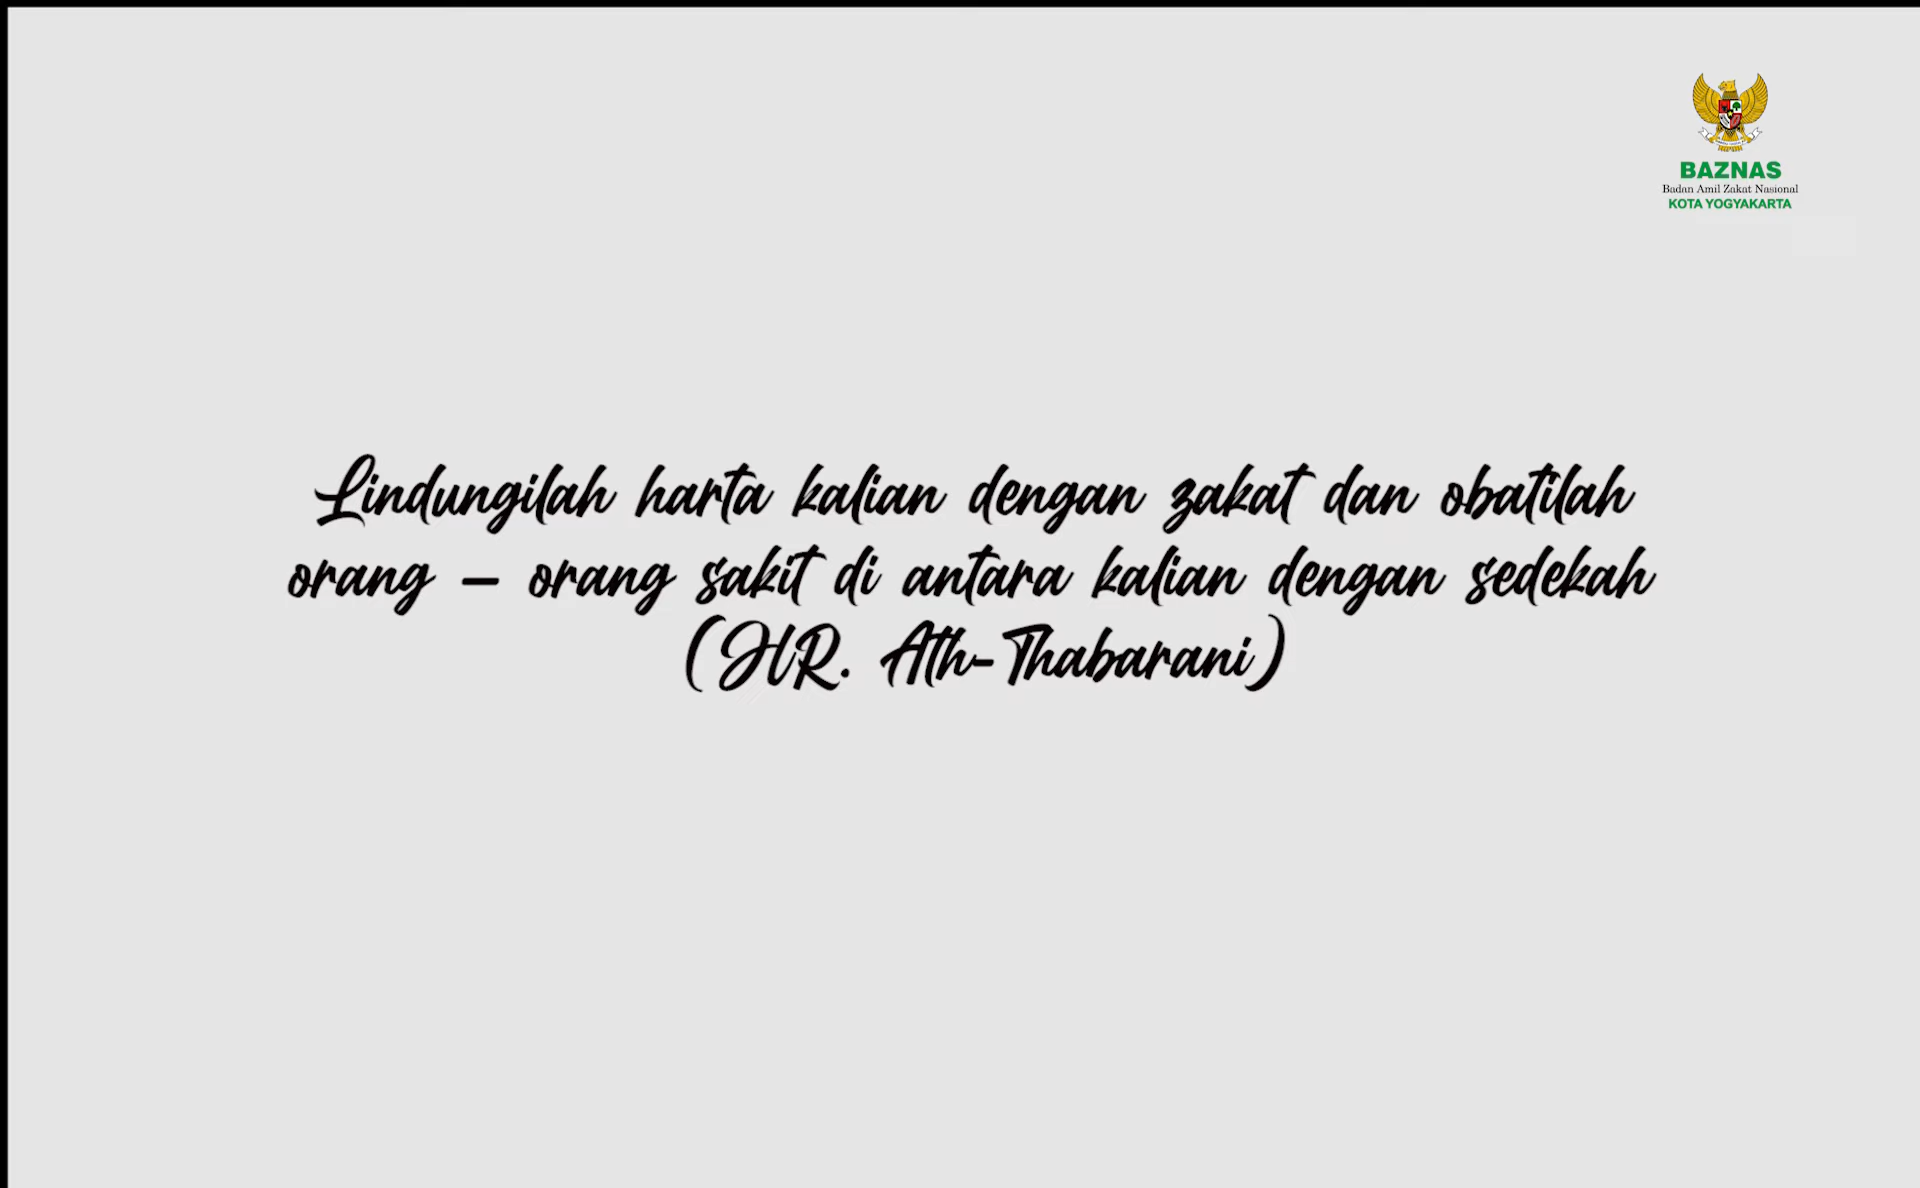 BAZNAS
Badan Amil Zakat Nasional
KOTA YOGYAKARTA
Lindungilah harta kalian dengan zakat dan obatilah
orang – orang sakit di antara kalian dengan sedekah
(HR. Ath-Thabarani)